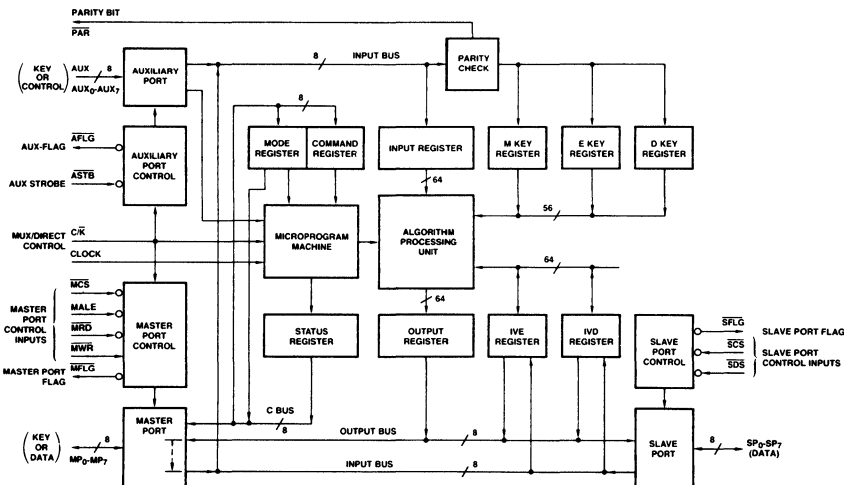 PARITY BIT
PAR
8
INPUT BUS
PARITY
CHECK
(KEY
OR
CONTROL)
AUX
8
AUX₀-AUX₇
AUXILIARY
PORT
8
AUX-FLAG
AFLG
AUX STROBE
ASTB
AUXILIARY
PORT
CONTROL
MODE
REGISTER
COMMAND
REGISTER
INPUT REGISTER
M KEY
REGISTER
E KEY
REGISTER
D KEY
REGISTER
64
56
MUX/DIRECT
CONTROL
C/K
CLOCK
MICROPROGRAM
MACHINE
ALGORITHM
PROCESSING
UNIT
64
64
MASTER
PORT
CONTROL
INPUTS
MCS
MALE
MRD
MWR
MASTER PORT
FLAG
MFLG
MASTER
PORT
CONTROL
STATUS
REGISTER
OUTPUT
REGISTER
IVE
REGISTER
IVD
REGISTER
SLAVE
PORT
CONTROL
SFLG
SLAVE PORT FLAG
SCS
SDS
SLAVE PORT
CONTROL INPUTS
C BUS
8
(KEY
OR
DATA)
8
MP₀-MP₇
MASTER
PORT
OUTPUT BUS
8
INPUT BUS
8
SLAVE
PORT
8
SP₀-SP₇
(DATA)